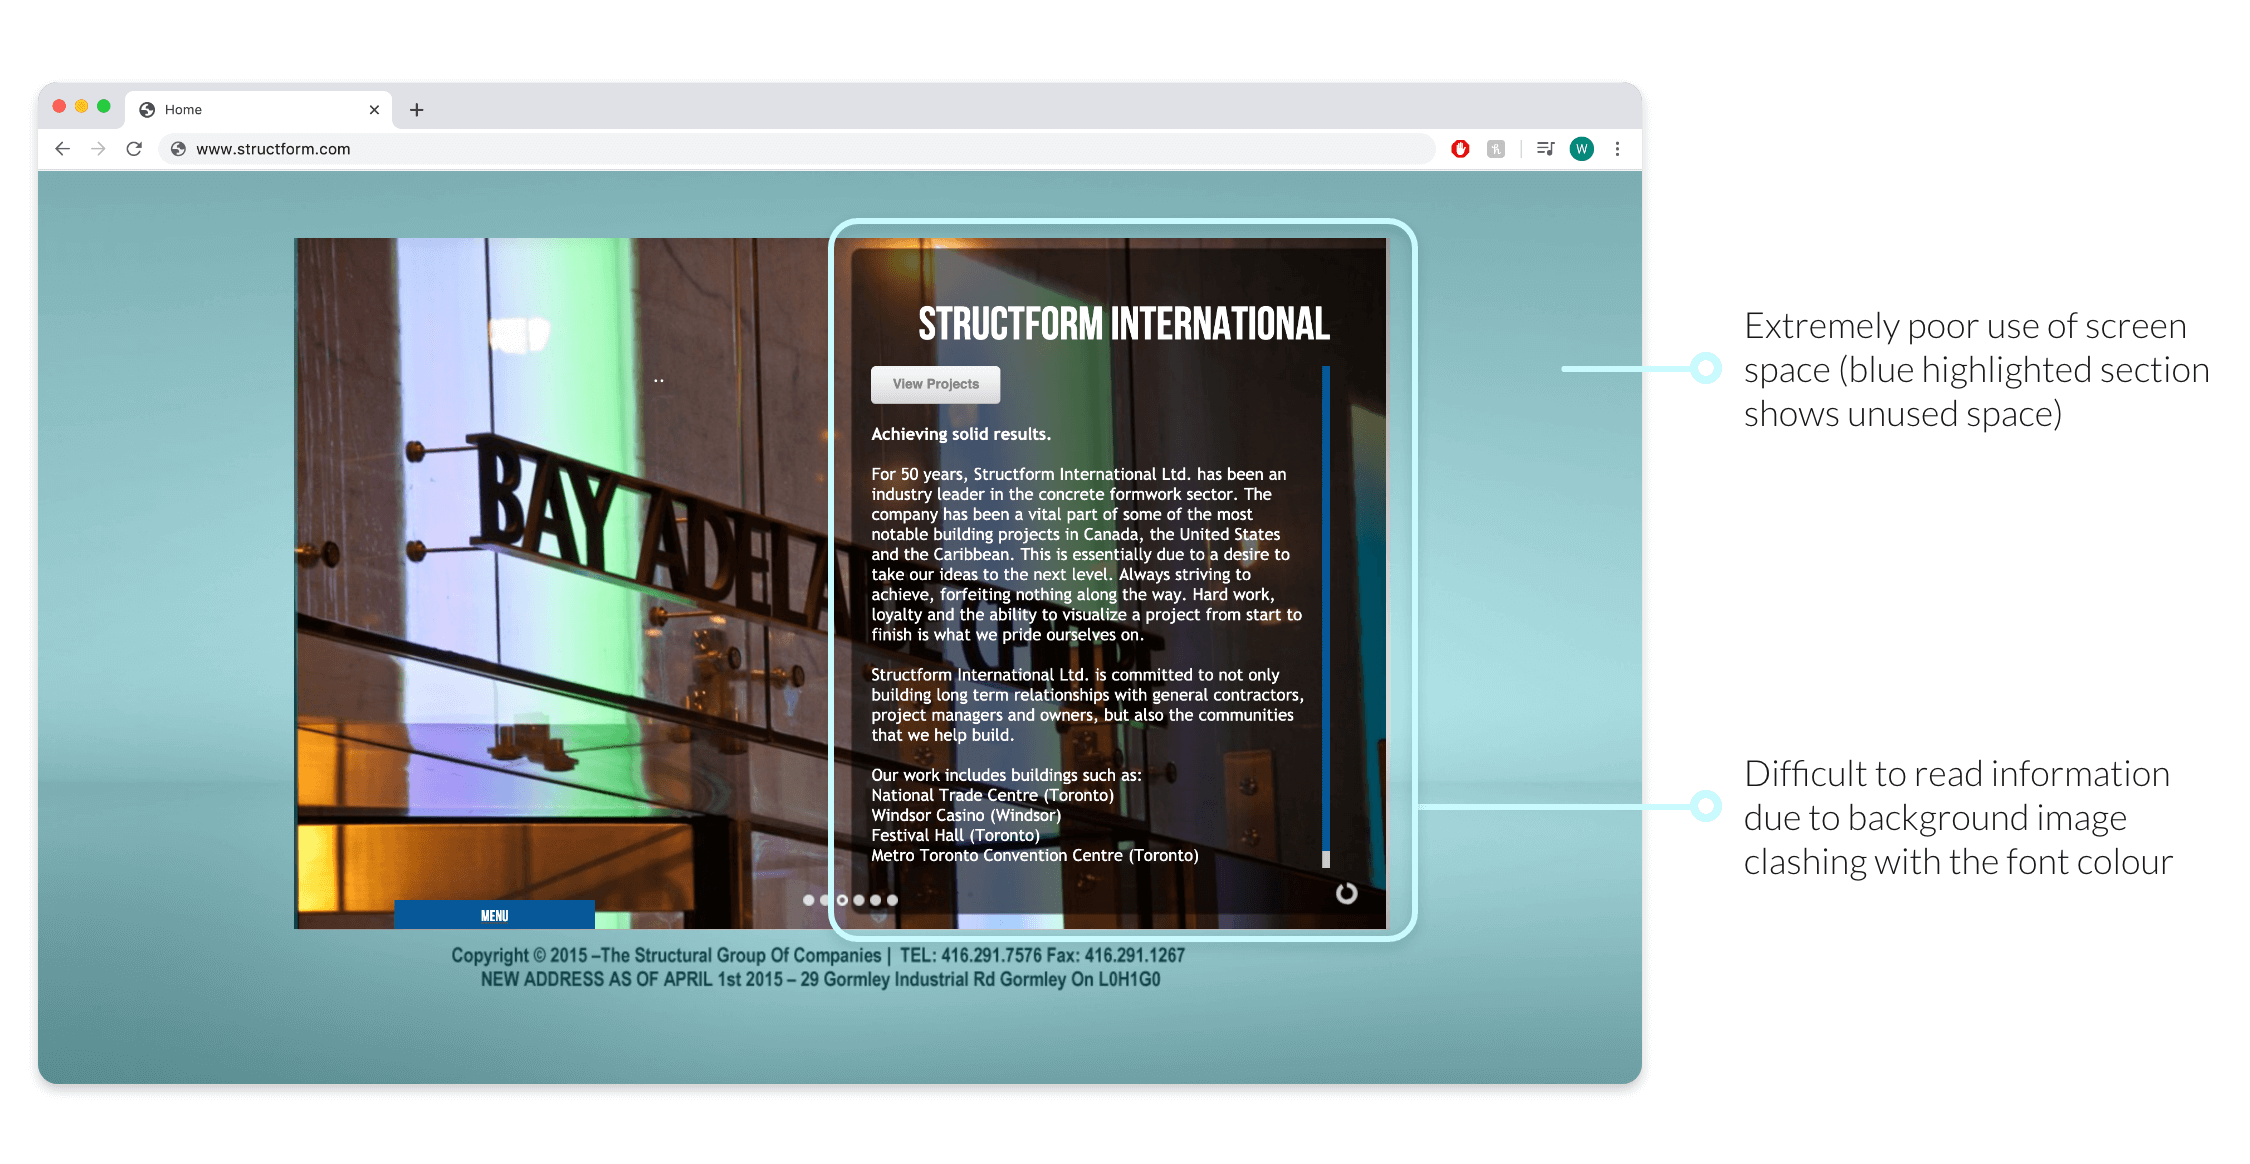 Home
www.structform.com
W
STRUCTFORM INTERNATIONAL
View Projects
Achieving solid results.
For 50 years, Structform International Ltd. has been an
industry leader in the concrete formwork sector. The
company has been a vital part of some of the most
notable building projects in Canada, the United States
and the Caribbean. This is essentially due to a desire to
take our ideas to the next level. Always striving to
achieve, forfeiting nothing along the way. Hard work,
loyalty and the ability to visualize a project from start to
finish is what we pride ourselves on.
Structform International Ltd. is committed to not only
building long term relationships with general contractors,
project managers and owners, but also the communities
that we help build.
Our work includes buildings such as:
National Trade Centre (Toronto)
Windsor Casino (Windsor)
Festival Hall (Toronto)
Metro Toronto Convention Centre (Toronto)
BAY ADELAIDE CENTRE
MENU
Copyright © 2015 –The Structural Group Of Companies | TEL: 416.291.7576 Fax: 416.291.1267
NEW ADDRESS AS OF APRIL 1st 2015 – 29 Gormley Industrial Rd Gormley On L0H1G0
Extremely poor use of screen
space (blue highlighted section
shows unused space)
Difficult to read information
due to background image
clashing with the font colour